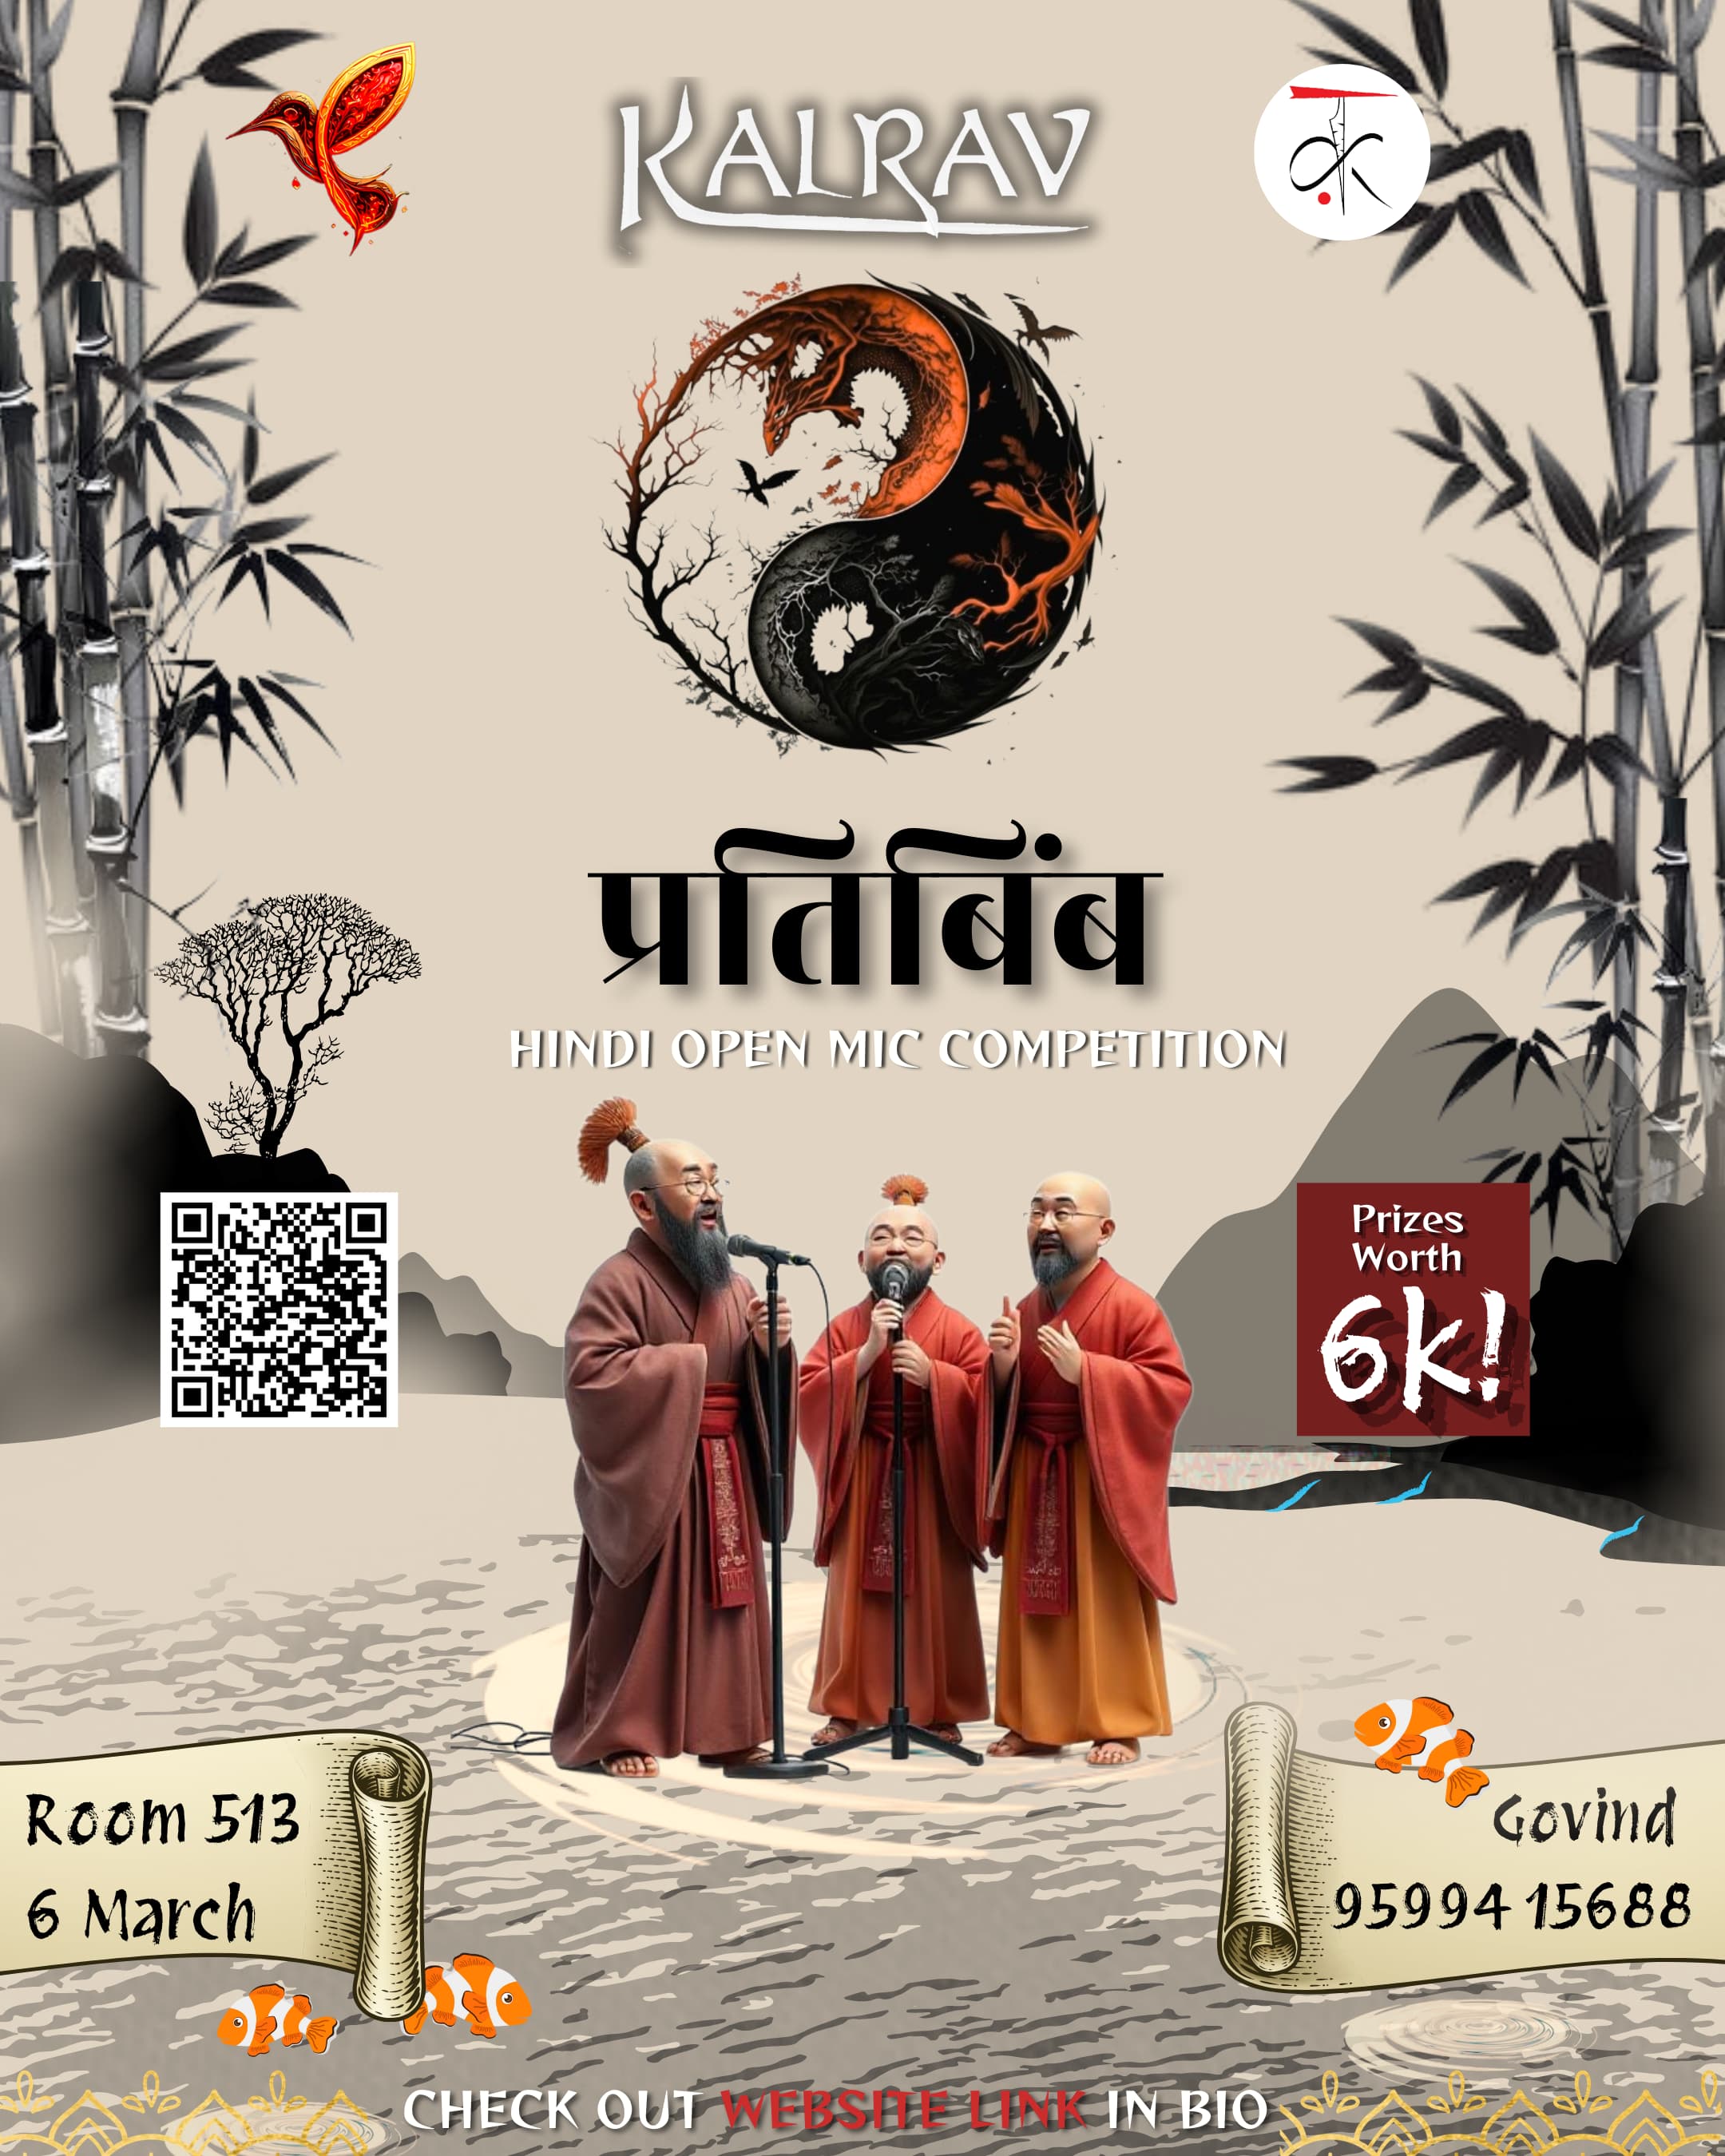 KALRAV
प्रतिबिंब
HINDI OPEN MIC COMPETITION
Prizes
Worth
6k!
Room 513
6 March
Govind
95994 15688
CHECK OUT WEBSITE LINK IN BIO